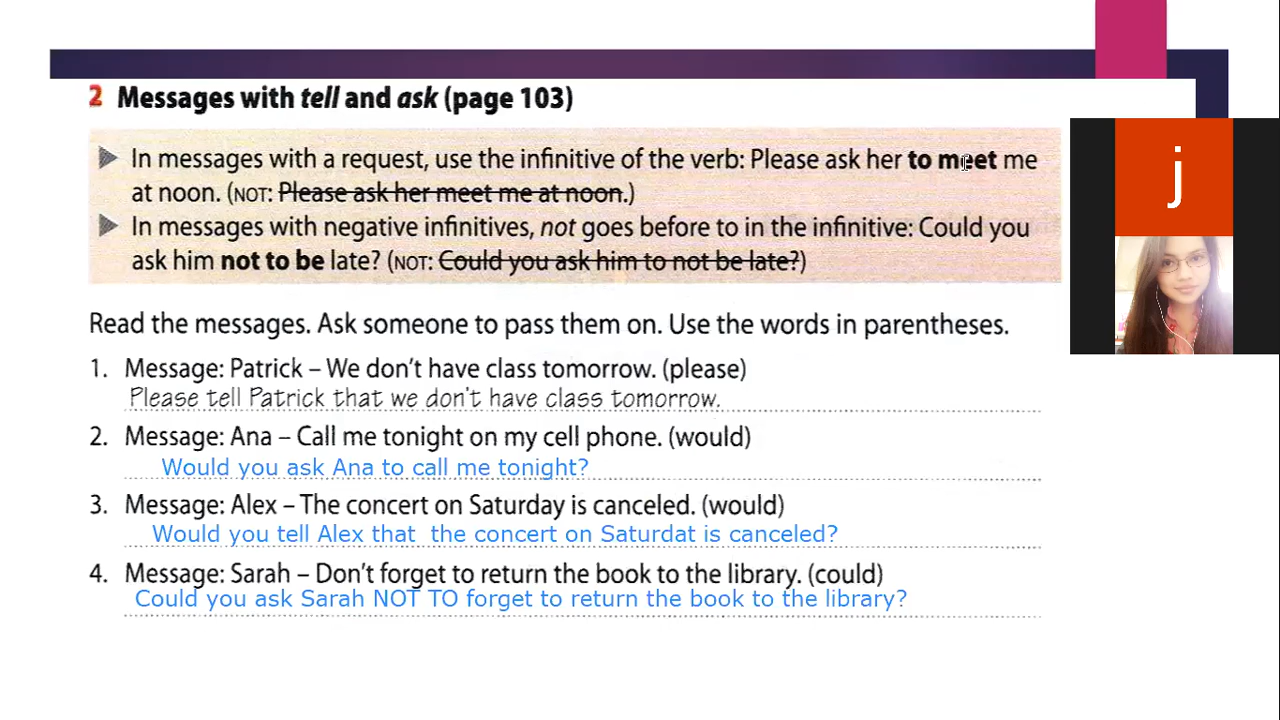 2 Messages with tell and ask (page 103)
In messages with a request, use the infinitive of the verb: Please ask her to meet me
at noon. (NOT: Please ask her meet me at noon.)
In messages with negative infinitives, not goes before to in the infinitive: Could you
ask him not to be late? (NOT: Could you ask him to not be late?)
Read the messages. Ask someone to pass them on. Use the words in parentheses.
1. Message: Patrick – We don't have class tomorrow. (please)
Please tell Patrick that we don't have class tomorrow.
2. Message: Ana – Call me tonight on my cell phone. (would)
Would you ask Ana to call me tonight?
3. Message: Alex – The concert on Saturday is canceled. (would)
Would you tell Alex that the concert on Saturdat is canceled?
4. Message: Sarah – Don't forget to return the book to the library. (could)
Could you ask Sarah NOT TO forget to return the book to the library?
j